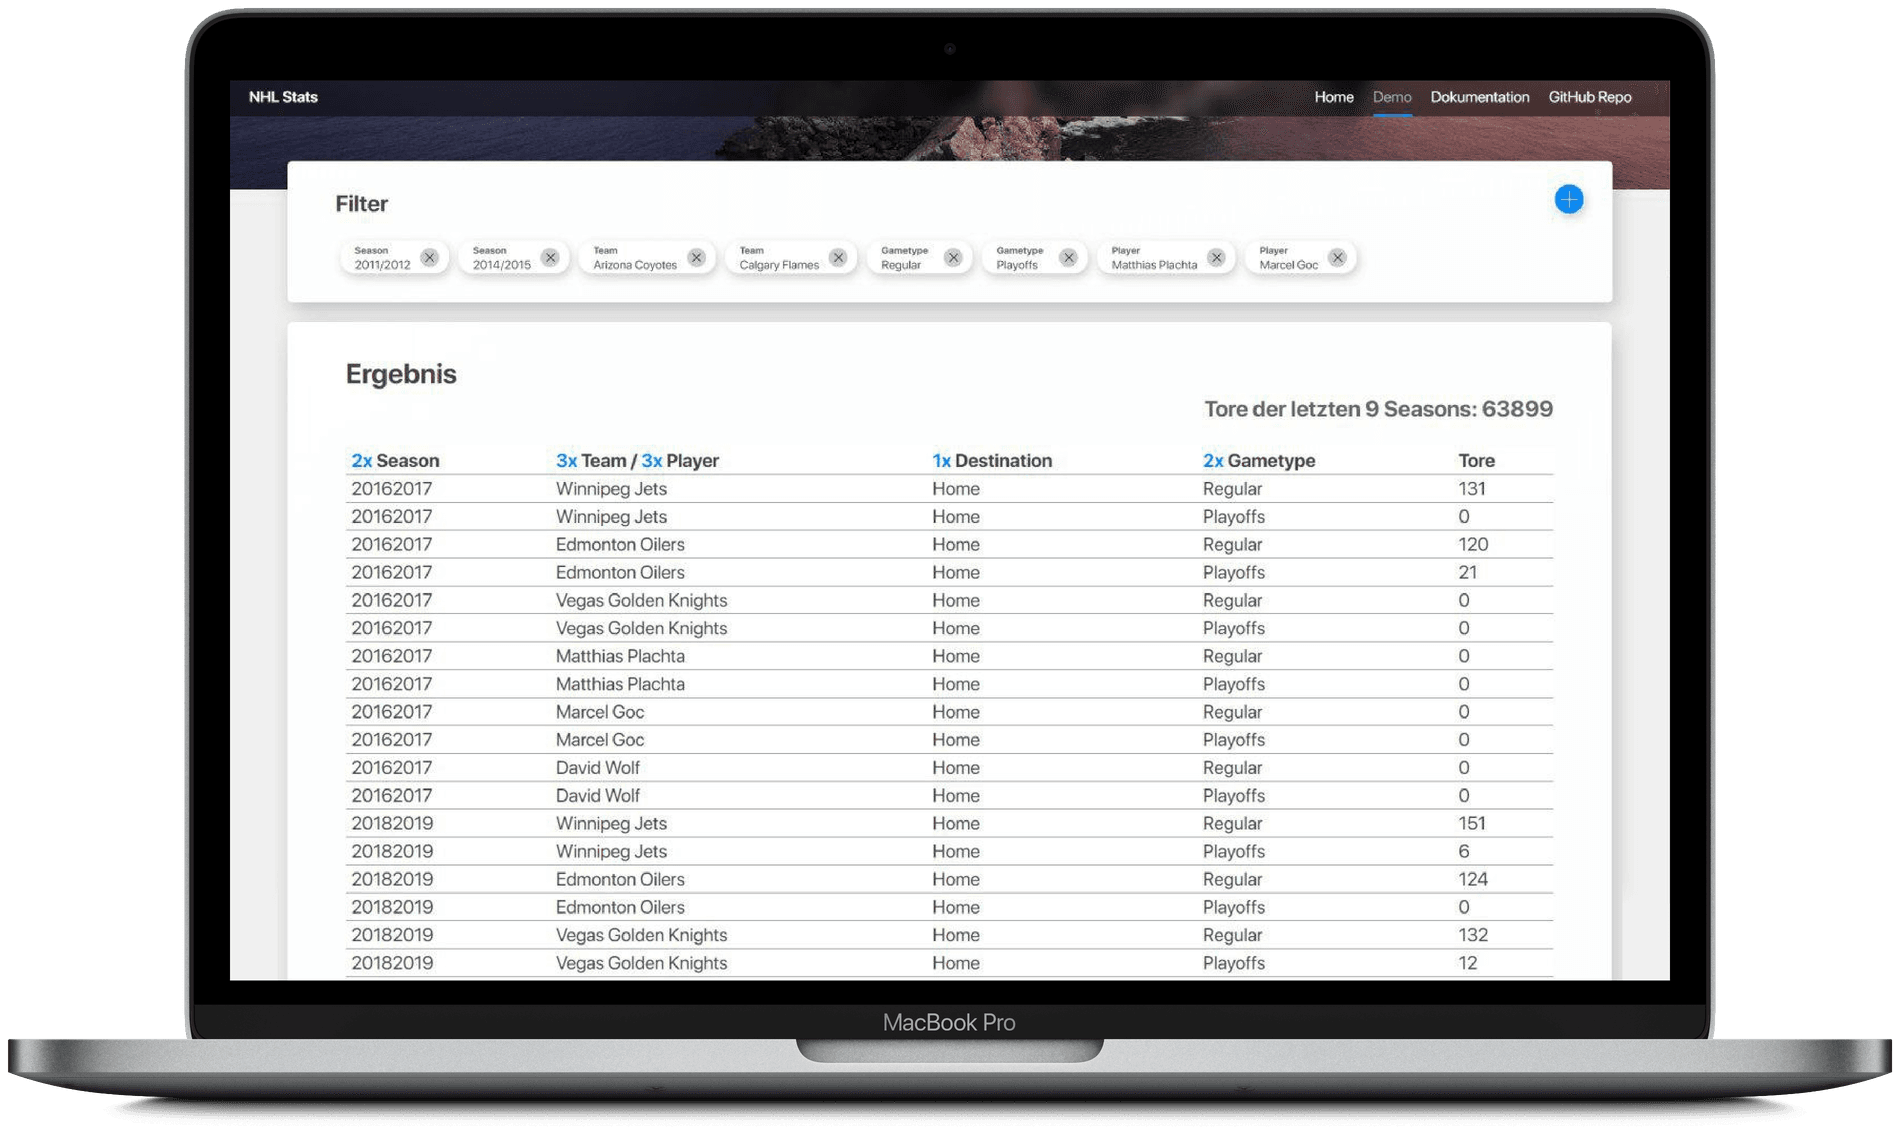 NHL Stats Home Demo Dokumentation GitHub Repo
Filter
Season Season Team Team Gametype Gametype Player Player
2011/2012 2014/2015 Arizona Coyotes Calgary Flames Regular Playoffs Matthias Plachta Marcel Goc
Ergebnis
Tore der letzten 9 Seasons: 63899
2x Season 3x Team / 3x Player 1x Destination 2x Gametype Tore
20162017 Winnipeg Jets Home Regular 131
20162017 Winnipeg Jets Home Playoffs 0
20162017 Edmonton Oilers Home Regular 120
20162017 Edmonton Oilers Home Playoffs 21
20162017 Vegas Golden Knights Home Regular 0
20162017 Vegas Golden Knights Home Playoffs 0
20162017 Matthias Plachta Home Regular 0
20162017 Matthias Plachta Home Playoffs 0
20162017 Marcel Goc Home Regular 0
20162017 Marcel Goc Home Playoffs 0
20162017 David Wolf Home Regular 0
20162017 David Wolf Home Playoffs 0
20182019 Winnipeg Jets Home Regular 151
20182019 Winnipeg Jets Home Playoffs 6
20182019 Edmonton Oilers Home Regular 124
20182019 Edmonton Oilers Home Playoffs 0
20182019 Vegas Golden Knights Home Regular 132
20182019 Vegas Golden Knights Home Playoffs 12
MacBook Pro